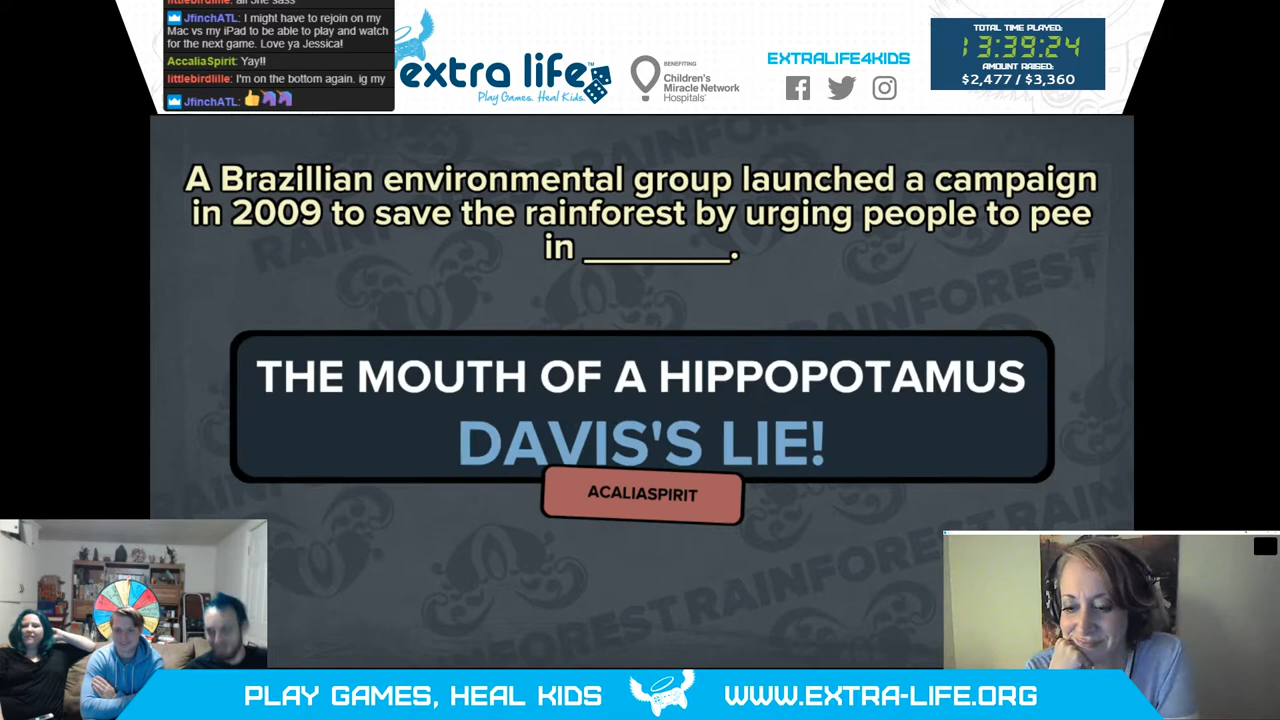 littlebirdlille: all She sass
JfinchATL: I might have to rejoin on my
Mac vs my iPad to be able to play and watch
for the next game. Love ya Jessica!
AccaliaSpirit: Yay!!
littlebirdlille: I'm on the bottom again. ig my
JfinchATL:
extra life
Play Games. Heal Kids.
BENEFITING
Children's
Miracle Network
Hospitals
EXTRALIFE4KIDS
TOTAL TIME PLAYED:
13:39:24
AMOUNT RAISED:
$2,477 / $3,360
A Brazillian environmental group launched a campaign
in 2009 to save the rainforest by urging people to pee
in ________.
THE MOUTH OF A HIPPOPOTAMUS
DAVIS'S LIE!
ACALIASPIRIT
PLAY GAMES, HEAL KIDS
WWW.EXTRA-LIFE.ORG